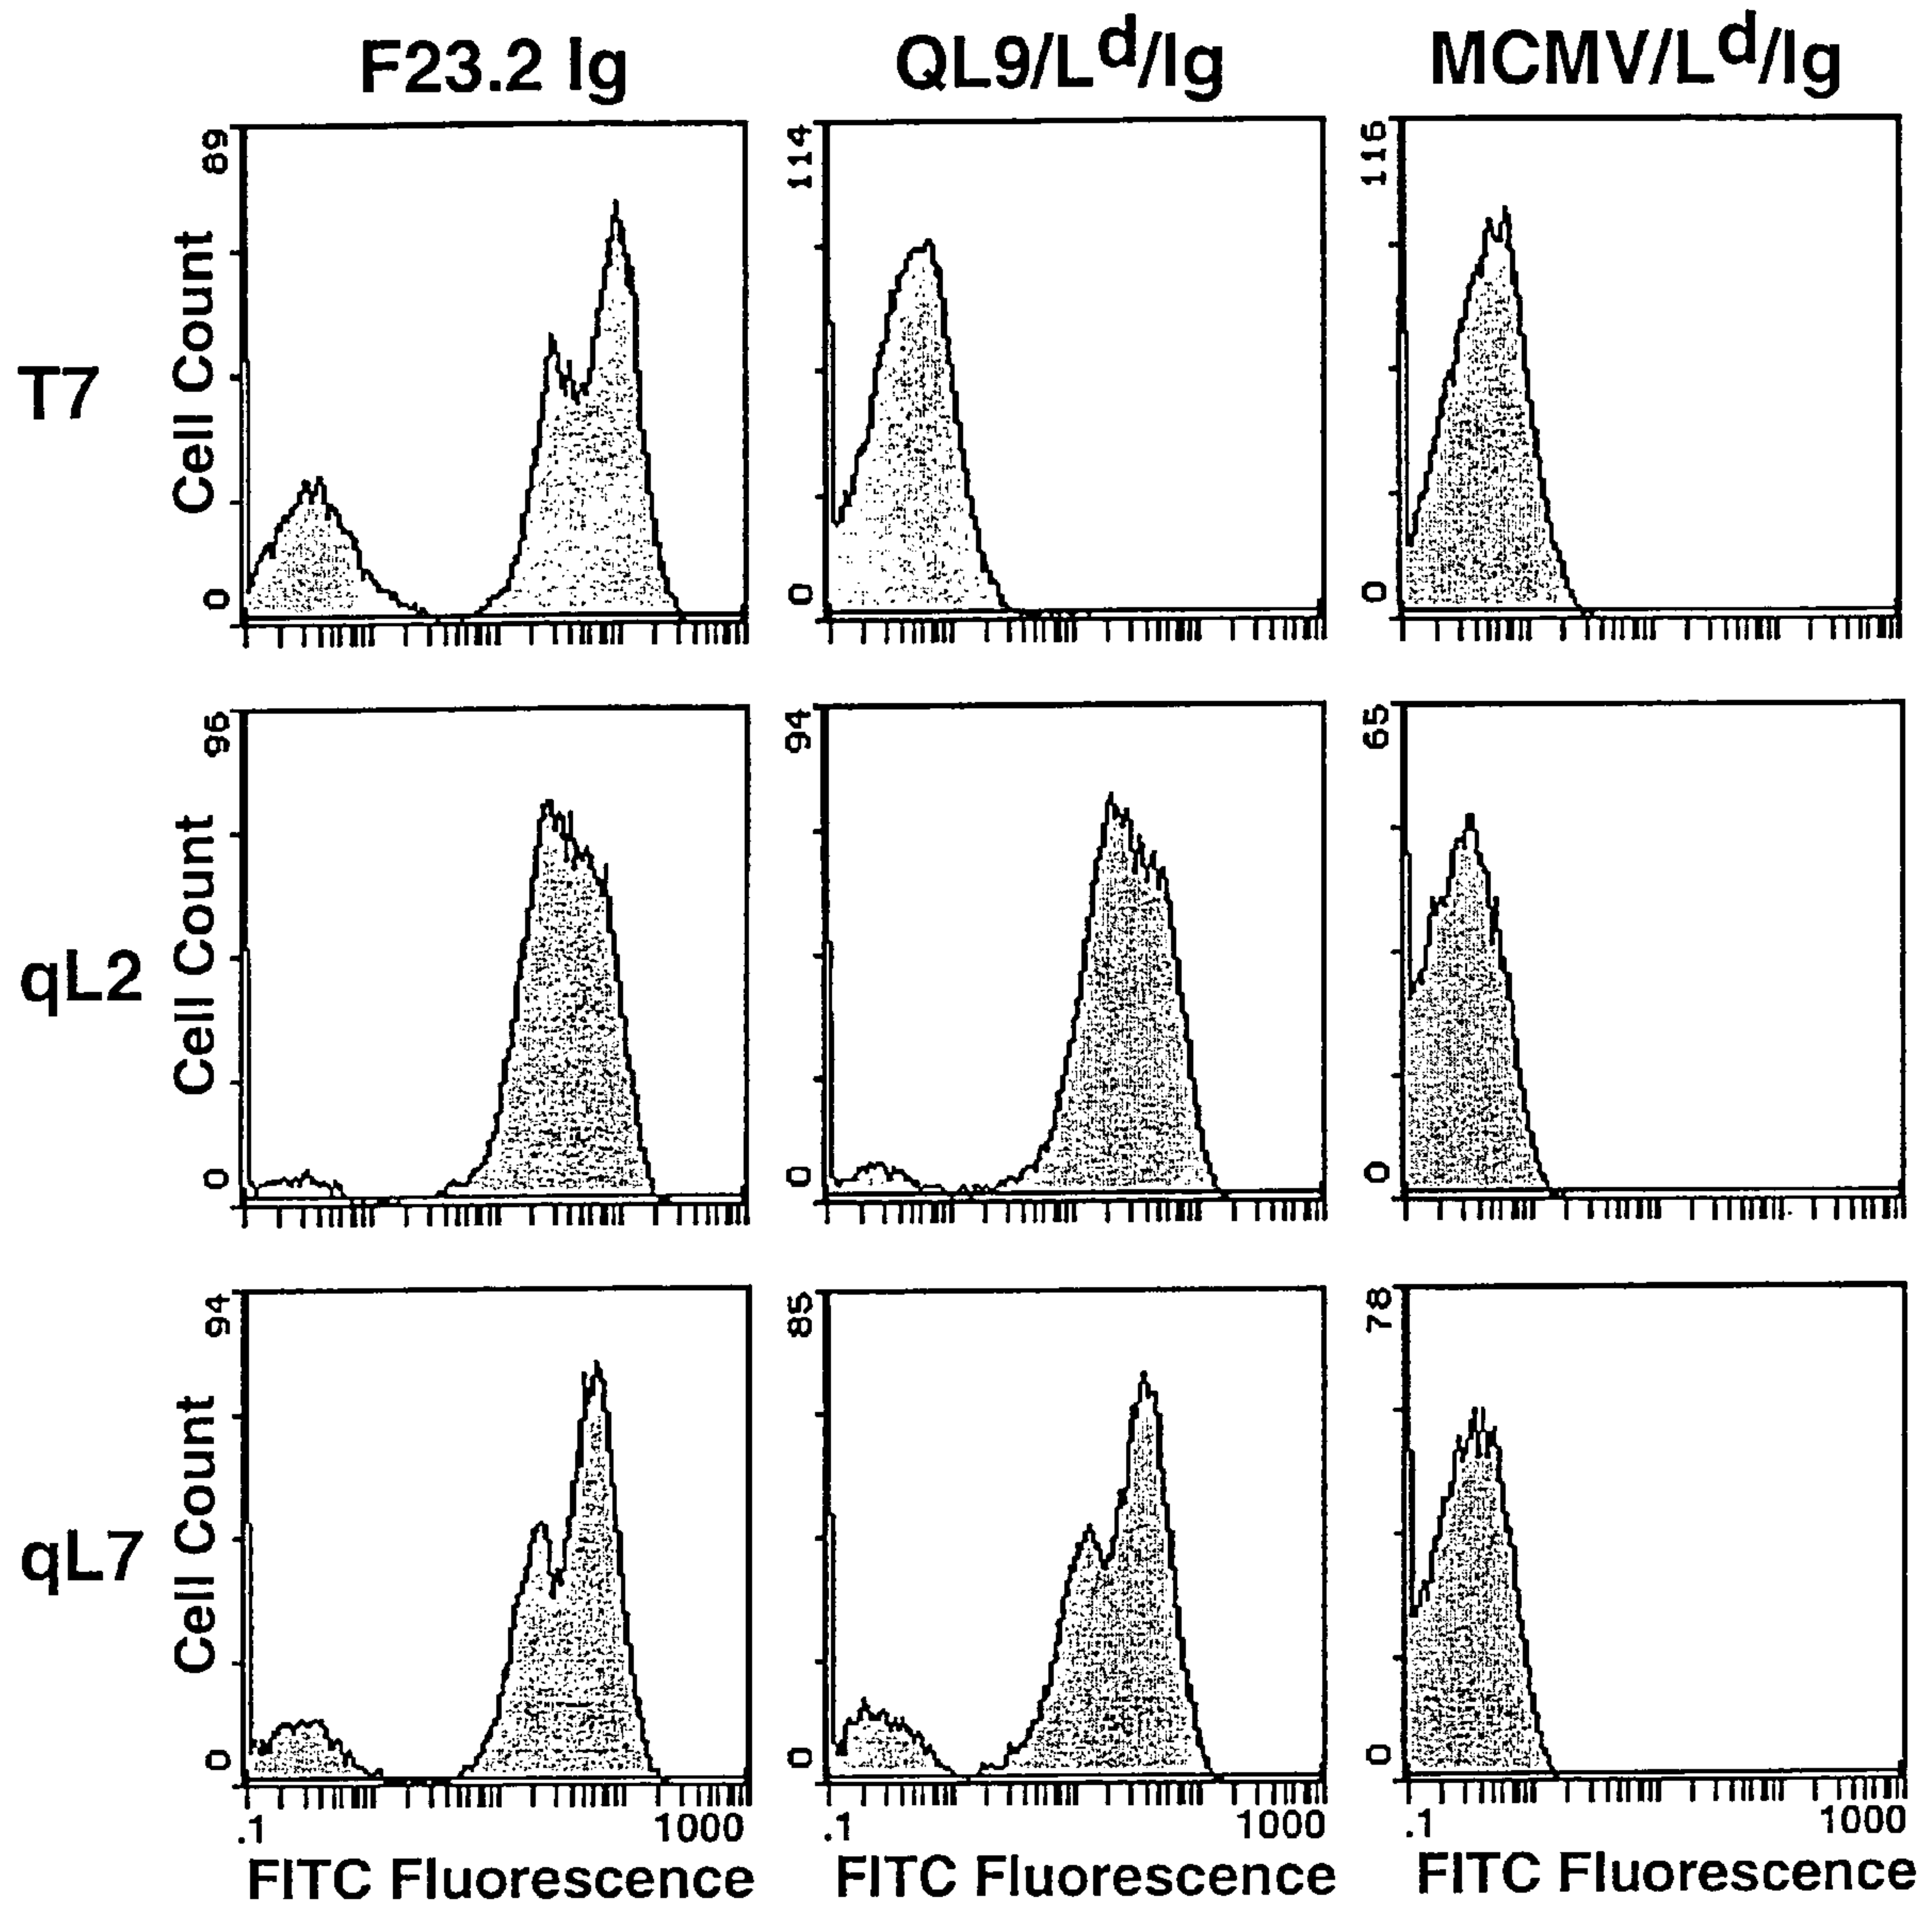 F23.2 Ig QL9/Lᵈ/Ig MCMV/Lᵈ/Ig
T7
Cell Count
89
0
114
0
116
0
qL2
Cell Count
96
0
94
0
65
0
qL7
Cell Count
94
0
85
0
78
0
.1 1000 .1 1000 .1 1000
FITC Fluorescence FITC Fluorescence FITC Fluorescence